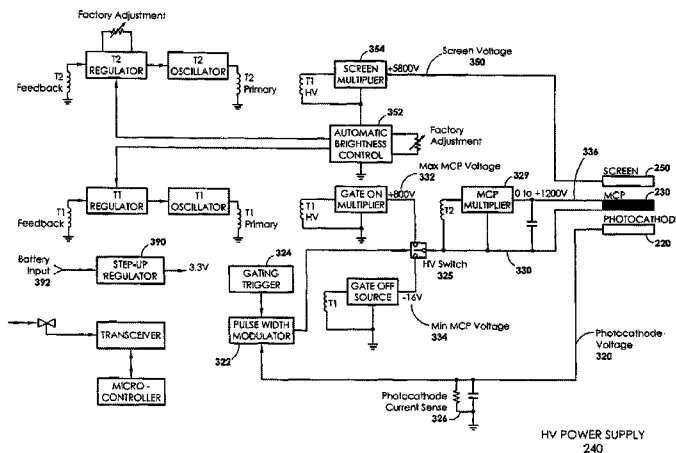 Factory Adjustment
T2
REGULATOR
T2
OSCILLATOR
T2
Feedback
T2
Primary
354
SCREEN
MULTIPLIER
+5800V
T1
HV
Screen Voltage
350
352
AUTOMATIC
BRIGHTNESS
CONTROL
Factory
Adjustment
T1
REGULATOR
T1
OSCILLATOR
T1
Feedback
T1
Primary
GATE ON
MULTIPLIER
+800V
T1
HV
Max MCP Voltage
332
329
MCP
MULTIPLIER
0 to +1200V
T2
336
SCREEN
250
MCP
230
PHOTOCATHOD
220
Battery
Input
392
390
STEP-UP
REGULATOR
3.3V
324
GATING
TRIGGER
HV Switch
325
330
GATE OFF
SOURCE
-16V
T1
Min MCP Voltage
334
PULSE WIDTH
MODULATOR
322
TRANSCEIVER
MICRO-
CONTROLLER
Photocathode
Voltage
320
Photocathode
Current Sense
326
HV POWER SUPPLY
240